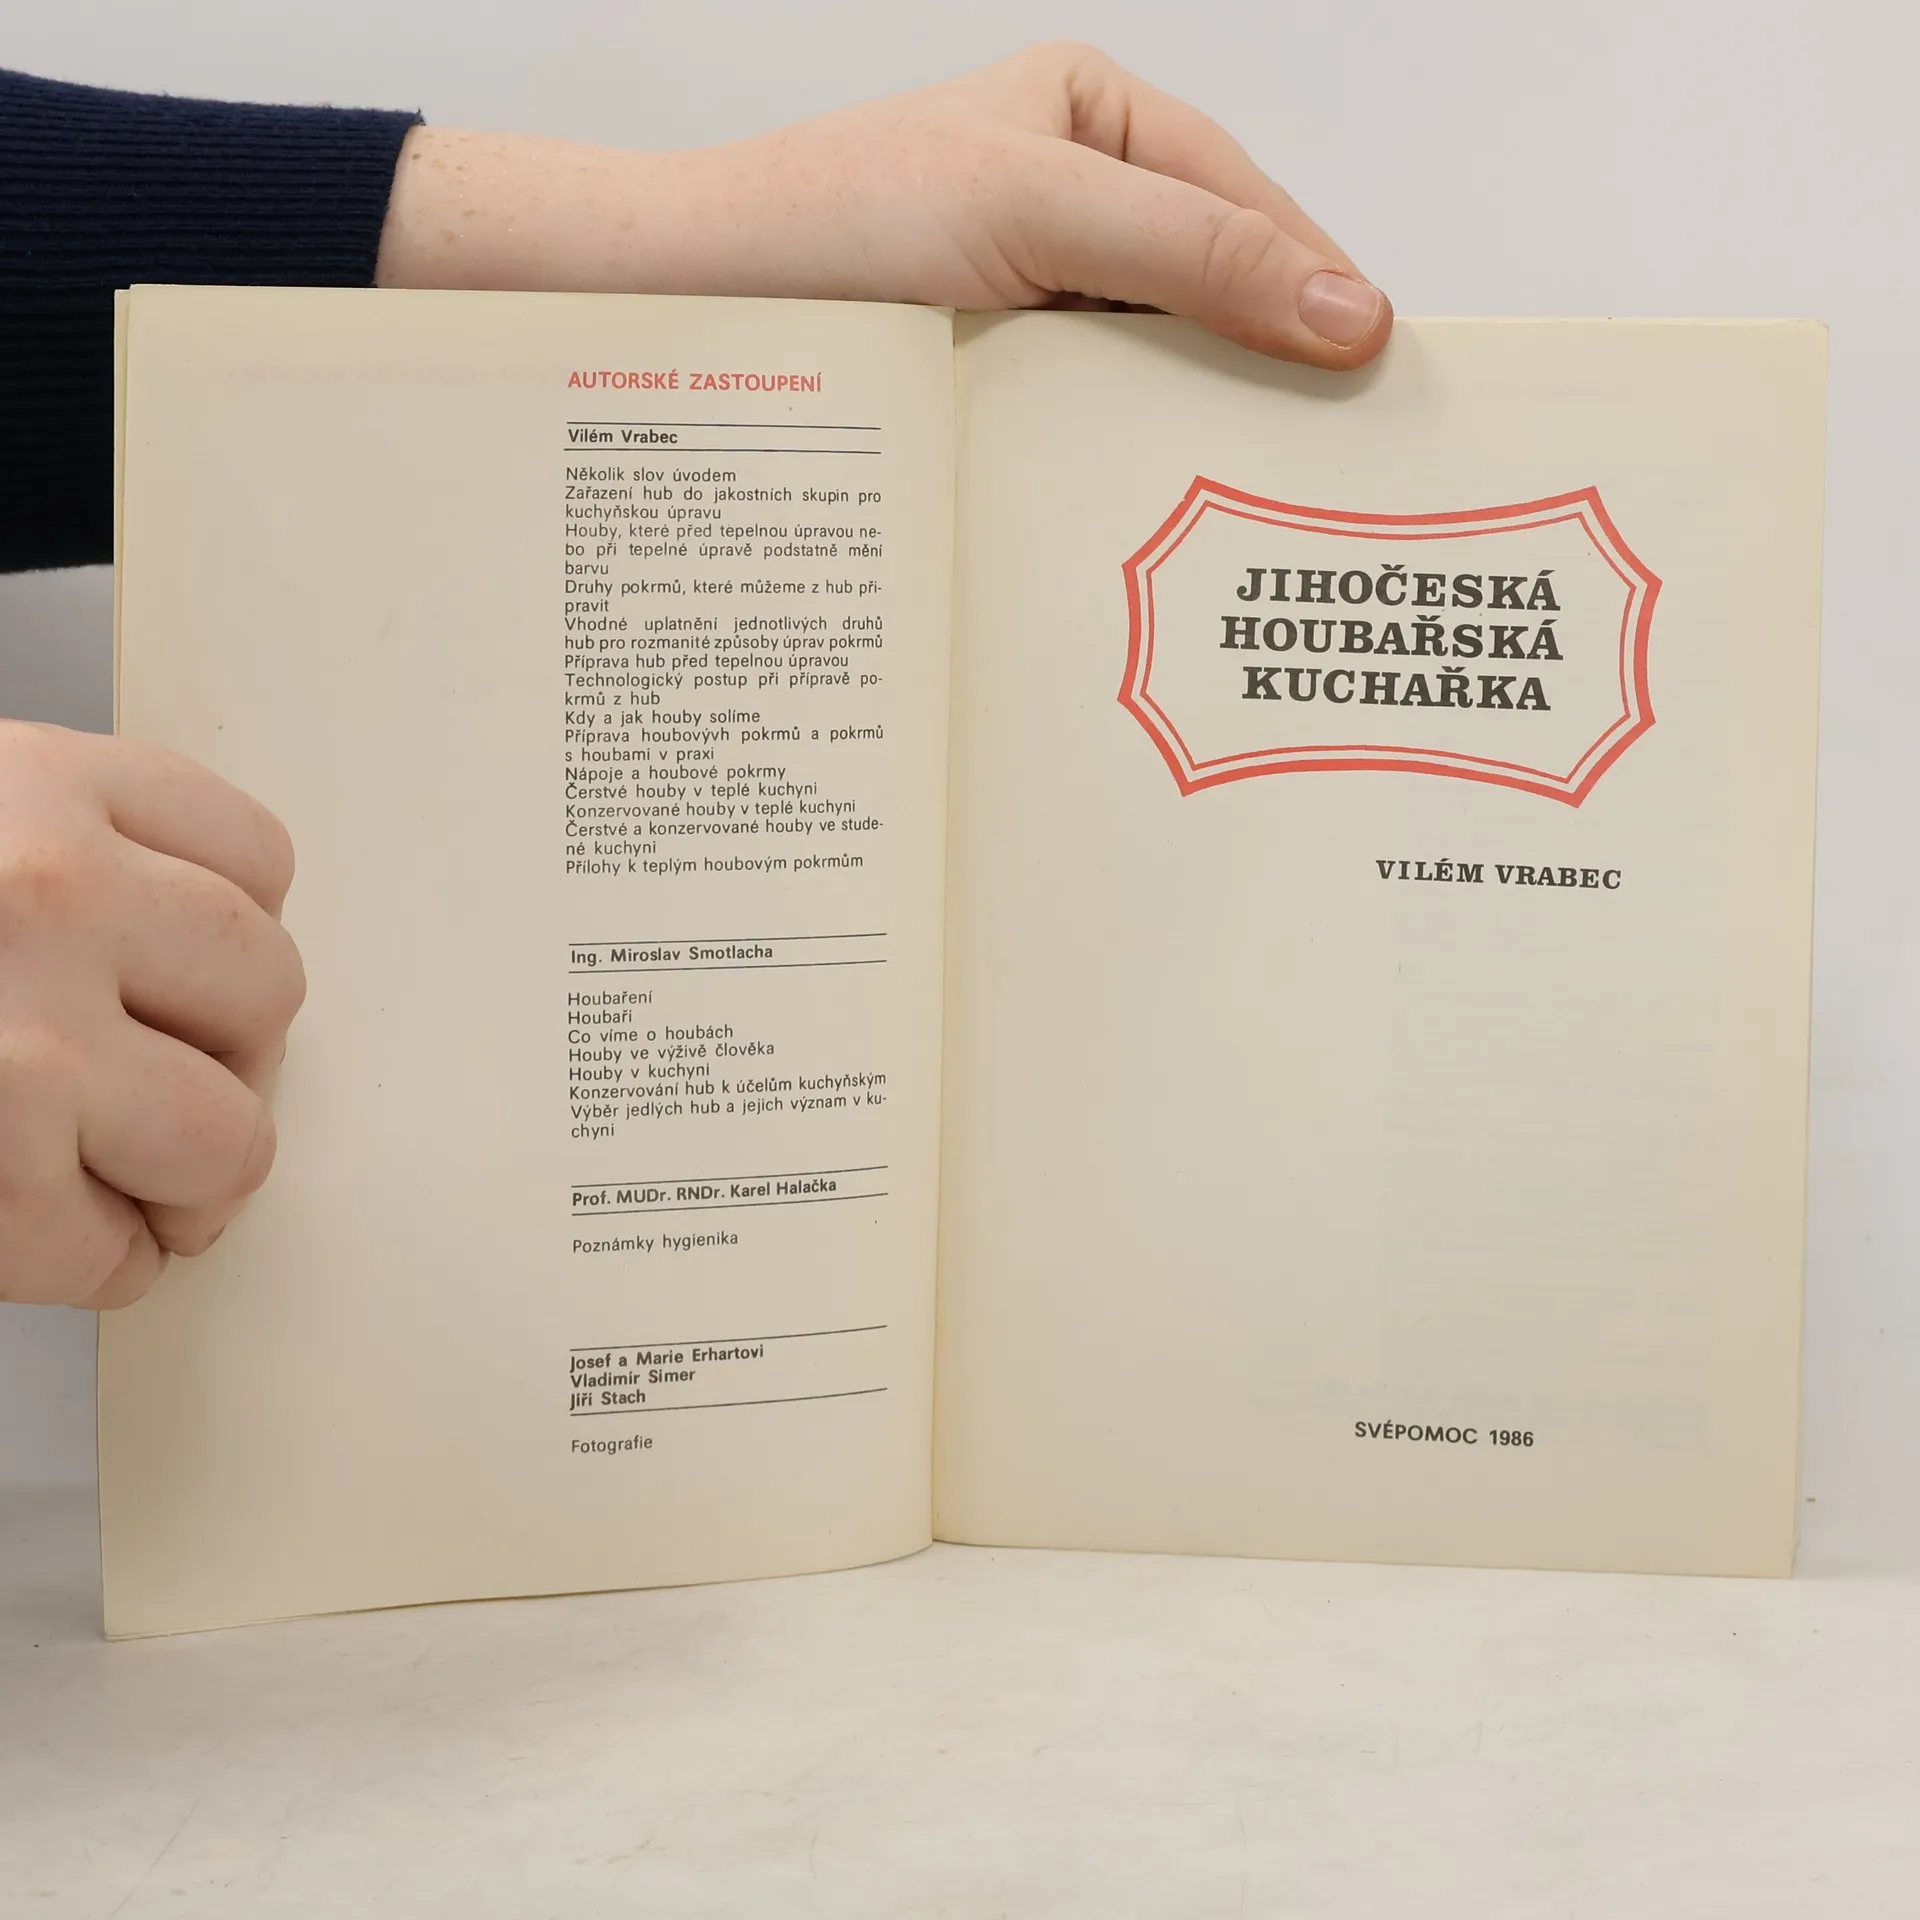 AUTORSKÉ ZASTOUPENÍ
Vilém Vrabec
Několik slov úvodem
Zařazení hub do jakostních skupin pro
kuchyňskou úpravu
Houby, které před tepelnou úpravou ne-
bo při tepelné úpravě podstatně mění
barvu
Druhy pokrmů, které můžeme z hub při-
pravit
Vhodné uplatnění jednotlivých druhů
hub pro rozmanité způsoby úprav pokrmů
Příprava hub před tepelnou úpravou
Technologický postup při přípravě po-
krmů z hub
Kdy a jak houby solíme
Příprava houbovývh pokrmů a pokrmů
s houbami v praxi
Nápoje a houbové pokrmy
Čerstvé houby v teplé kuchyni
Konzervované houby v teplé kuchyni
Čerstvé a konzervované houby ve stude-
né kuchyni
Přílohy k teplým houbovým pokrmům
Ing. Miroslav Smotlacha
Houbaření
Houbaři
Co víme o houbách
Houby ve výživě člověka
Houby v kuchyni
Konzervování hub k účelům kuchyňským
Výběr jedlých hub a jejich význam v ku-
chyni
Prof. MUDr. RNDr. Karel Halačka
Poznámky hygienika
Josef a Marie Erhartovi
Vladimír Simer
Jiří Stach
Fotografie
JIHOČESKÁ
HOUBAŘSKÁ
KUCHAŘKA
VILÉM VRABEC
SVÉPOMOC 1986